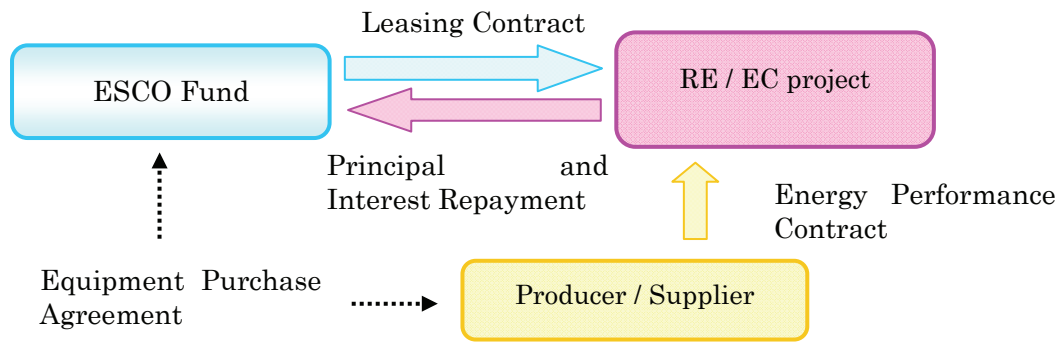 Leasing Contract
ESCO Fund
RE / EC project
Principal and
Interest Repayment
Energy Performance
Contract
Equipment Purchase
Agreement
Producer / Supplier